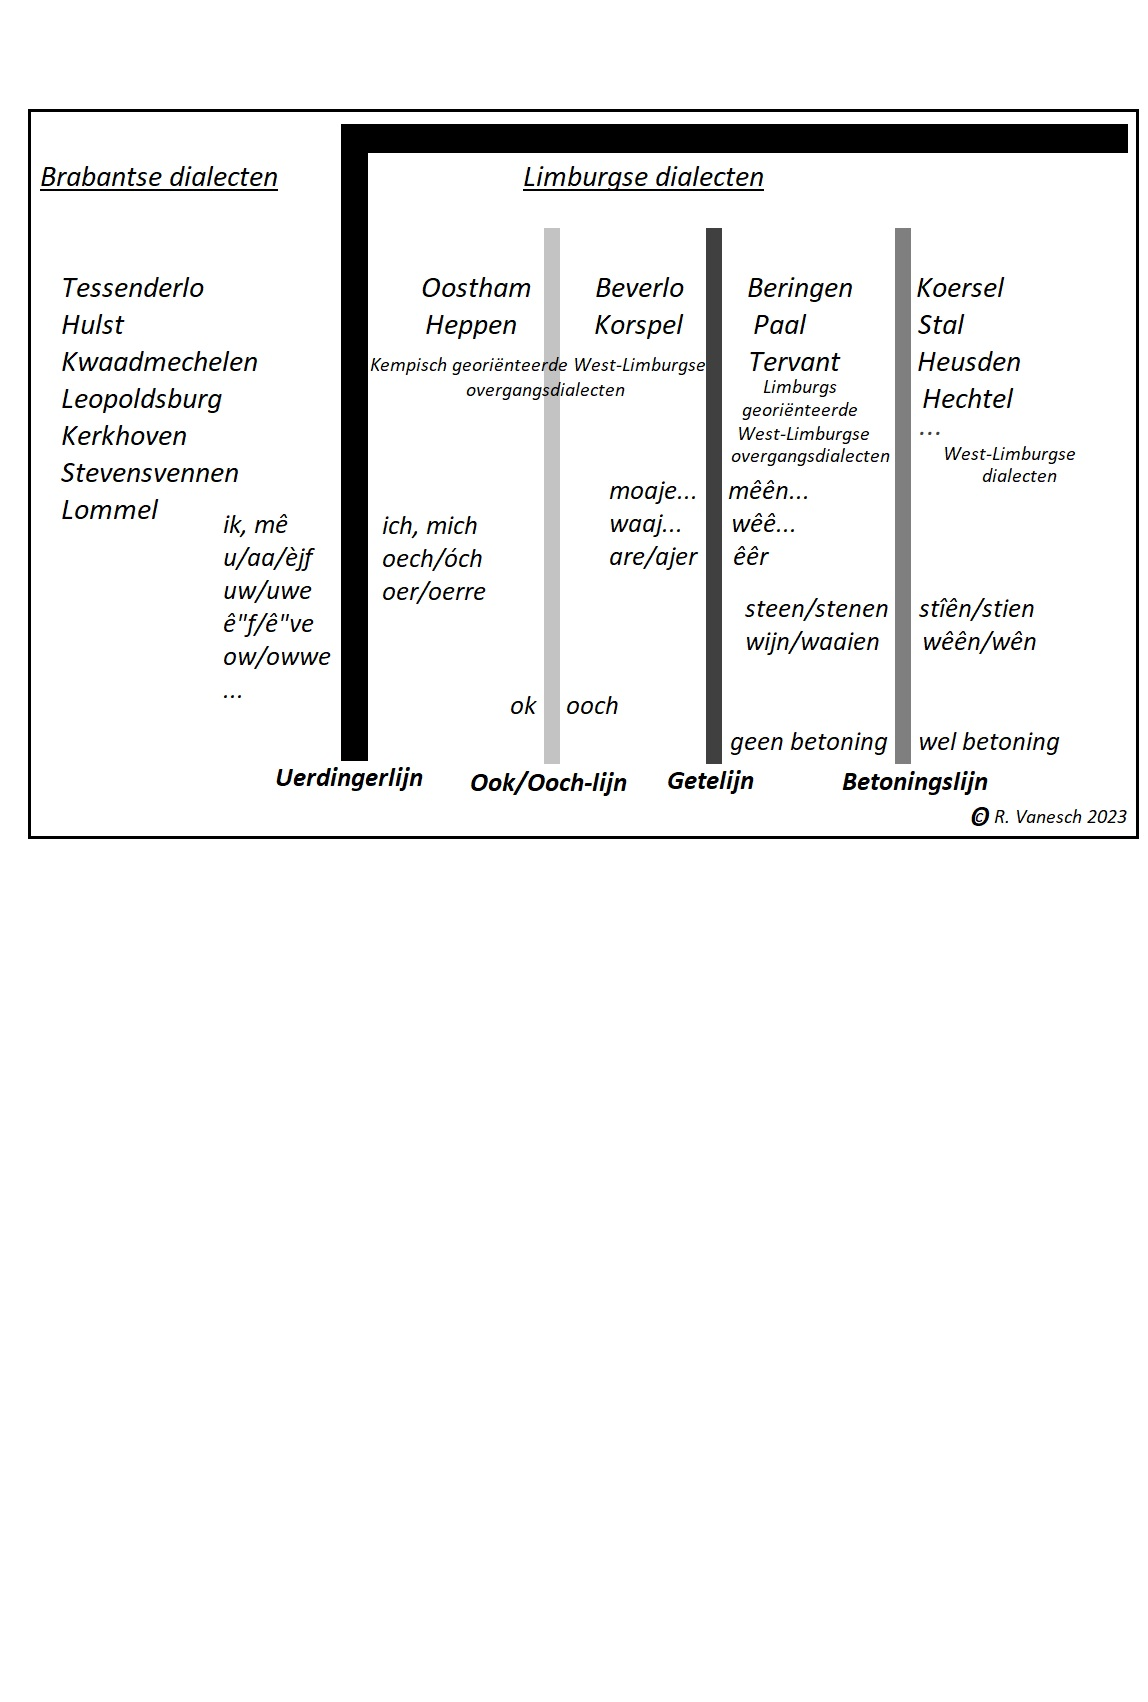 Brabantse dialecten
Limburgse dialecten
Tessenderlo
Hulst
Kwaadmechelen
Leopoldsburg
Kerkhoven
Stevensvennen
Lommel
ik, mê
u/aa/èjf
uw/uwe
ê"f/ê"ve
ow/owwe
...
Oostham
Heppen
Beverlo
Korspel
Kempisch georiënteerde West-Limburgse
overgangsdialecten
ich, mich
oech/óch
oer/oerre
ok
ooch
moaje...
waaj...
are/ajer
Beringen
Paal
Tervant
Limburgs
georiënteerde
West-Limburgse
overgangsdialecten
mêên...
wêê...
êêr
steen/stenen
wijn/waaien
geen betoning
Koersel
Stal
Heusden
Hechtel
...
West-Limburgse
dialecten
stîên/stien
wêên/wên
wel betoning
Uerdingerlijn
Ook/Ooch-lijn
Getelijn
Betoningslijn
© R. Vanesch 2023